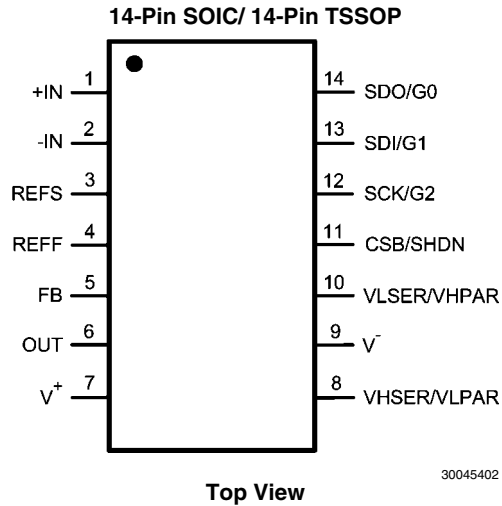 14-Pin SOIC/ 14-Pin TSSOP
+IN 1 14 SDO/G0
-IN 2 13 SDI/G1
REFS 3 12 SCK/G2
REFF 4 11 CSB/SHDN
FB 5 10 VLSER/VHPAR
OUT 6 9 V-
V+ 7 8 VHSER/VLPAR
30045402
Top View